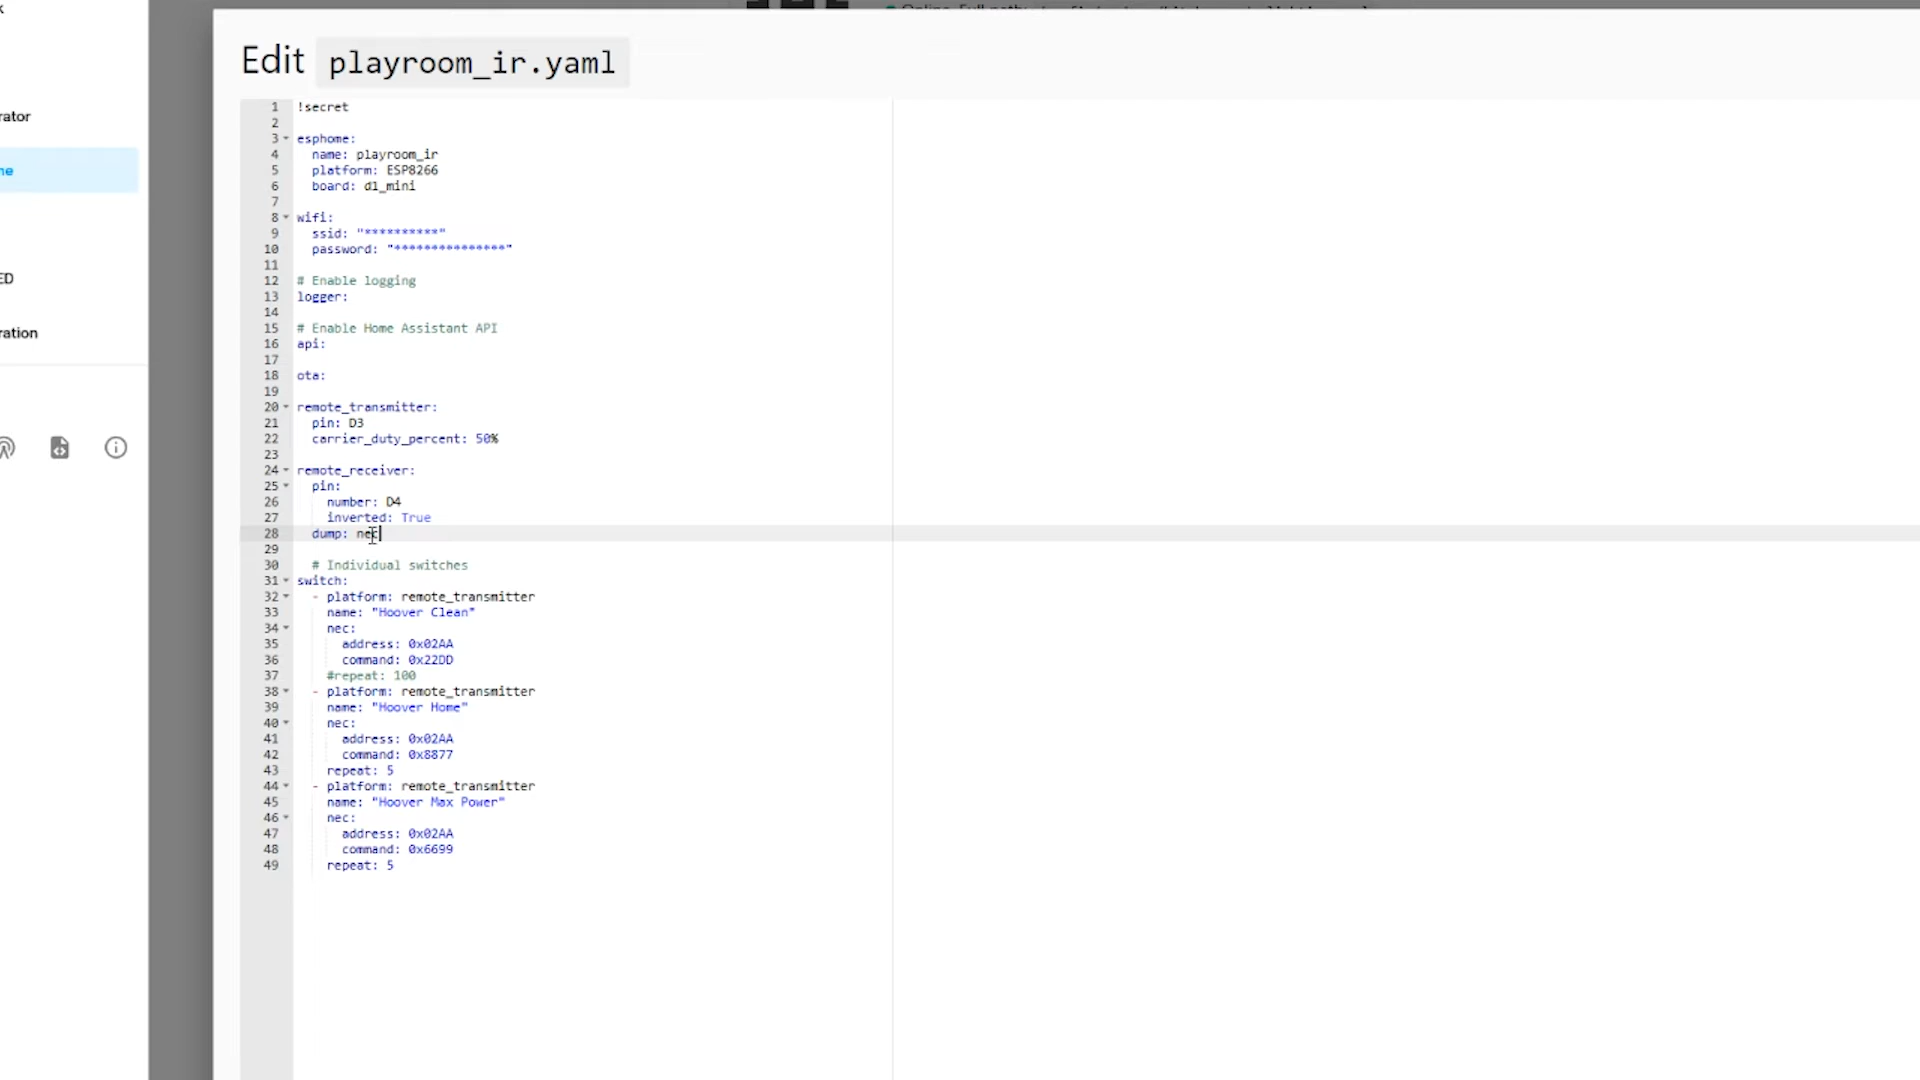 Edit playroom_ir.yaml
rator
ED
ration
1 !secret
2
3 esphome:
4 name: playroom_ir
5 platform: ESP8266
6 board: d1_mini
7
8 wifi:
9 ssid: "**********"
10 password: "***************"
11
12 # Enable logging
13 logger:
14
15 # Enable Home Assistant API
16 api:
17
18 ota:
19
20 remote_transmitter:
21 pin: D3
22 carrier_duty_percent: 50%
23
24 remote_receiver:
25 pin:
26 number: D4
27 inverted: True
28 dump: nec
29
30 # Individual switches
31 switch:
32 - platform: remote_transmitter
33 name: "Hoover Clean"
34 nec:
35 address: 0x02AA
36 command: 0x22DD
37 #repeat: 100
38 - platform: remote_transmitter
39 name: "Hoover Home"
40 nec:
41 address: 0x02AA
42 command: 0x8877
43 repeat: 5
44 - platform: remote_transmitter
45 name: "Hoover Max Power"
46 nec:
47 address: 0x02AA
48 command: 0x6699
49 repeat: 5